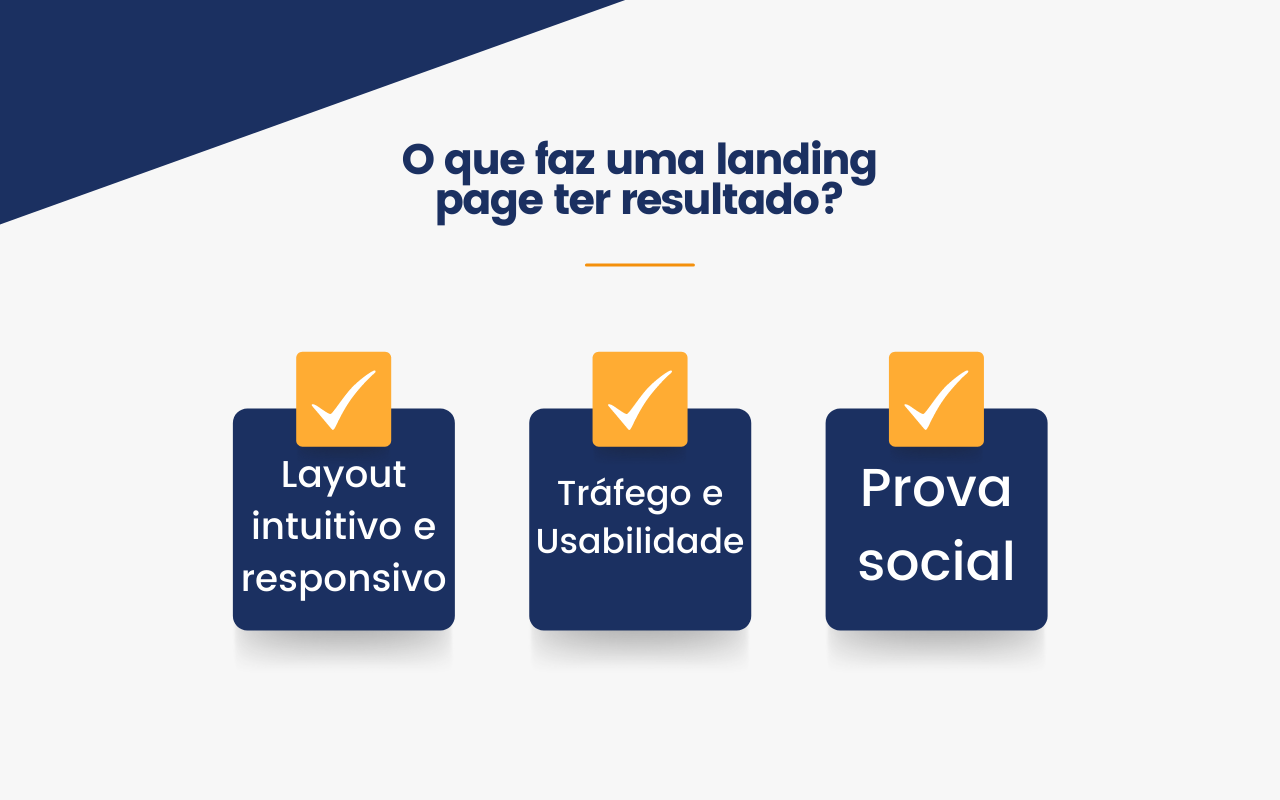 O que faz uma landing
page ter resultado?
Layout
intuitivo e
responsivo
Tráfego e
Usabilidade
Prova
social